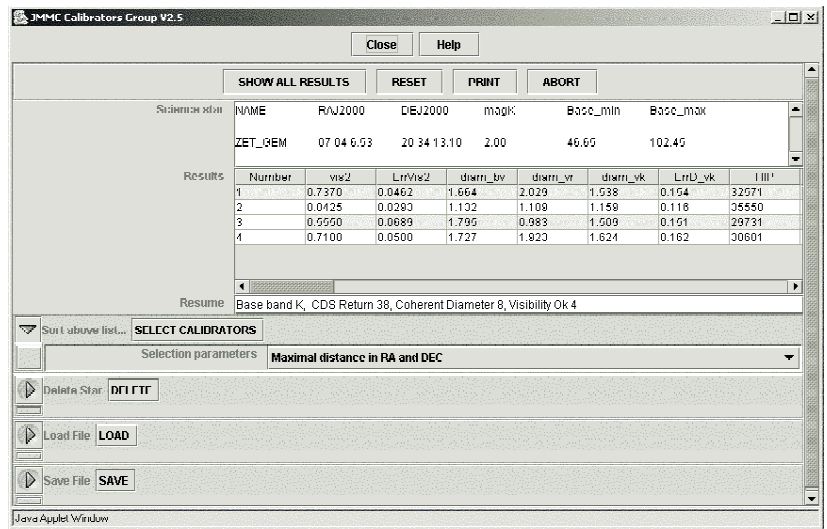 JMMC Calibrators Group V2.5
Close Help
SHOW ALL RESULTS RESET PRINT ABORT
Science star NAME RAJ2000 DEJ2000 magK Base_min Base_max
ZET_GEM 07 04 6.53 20 34 13.10 2.00 46.65 102.45
Results Number vis2 ErrVis2 diam_bv diam_vr diam_vk ErrD_vk HIP
1 0.7370 0.0462 1.664 2.029 1.538 0.154 32571
2 0.0425 0.0293 1.132 1.109 1.159 0.116 35550
3 0.5550 0.0689 1.795 0.983 1.509 0.151 29731
4 0.7100 0.0500 1.727 1.923 1.624 0.162 30601
Resume Base band K, CDS Return 38, Coherent Diameter 8, Visibility Ok 4
Sort above list... SELECT CALIBRATORS
Selection parameters Maximal distance in RA and DEC
Delete Star DELETE
Load File LOAD
Save File SAVE
Java Applet Window